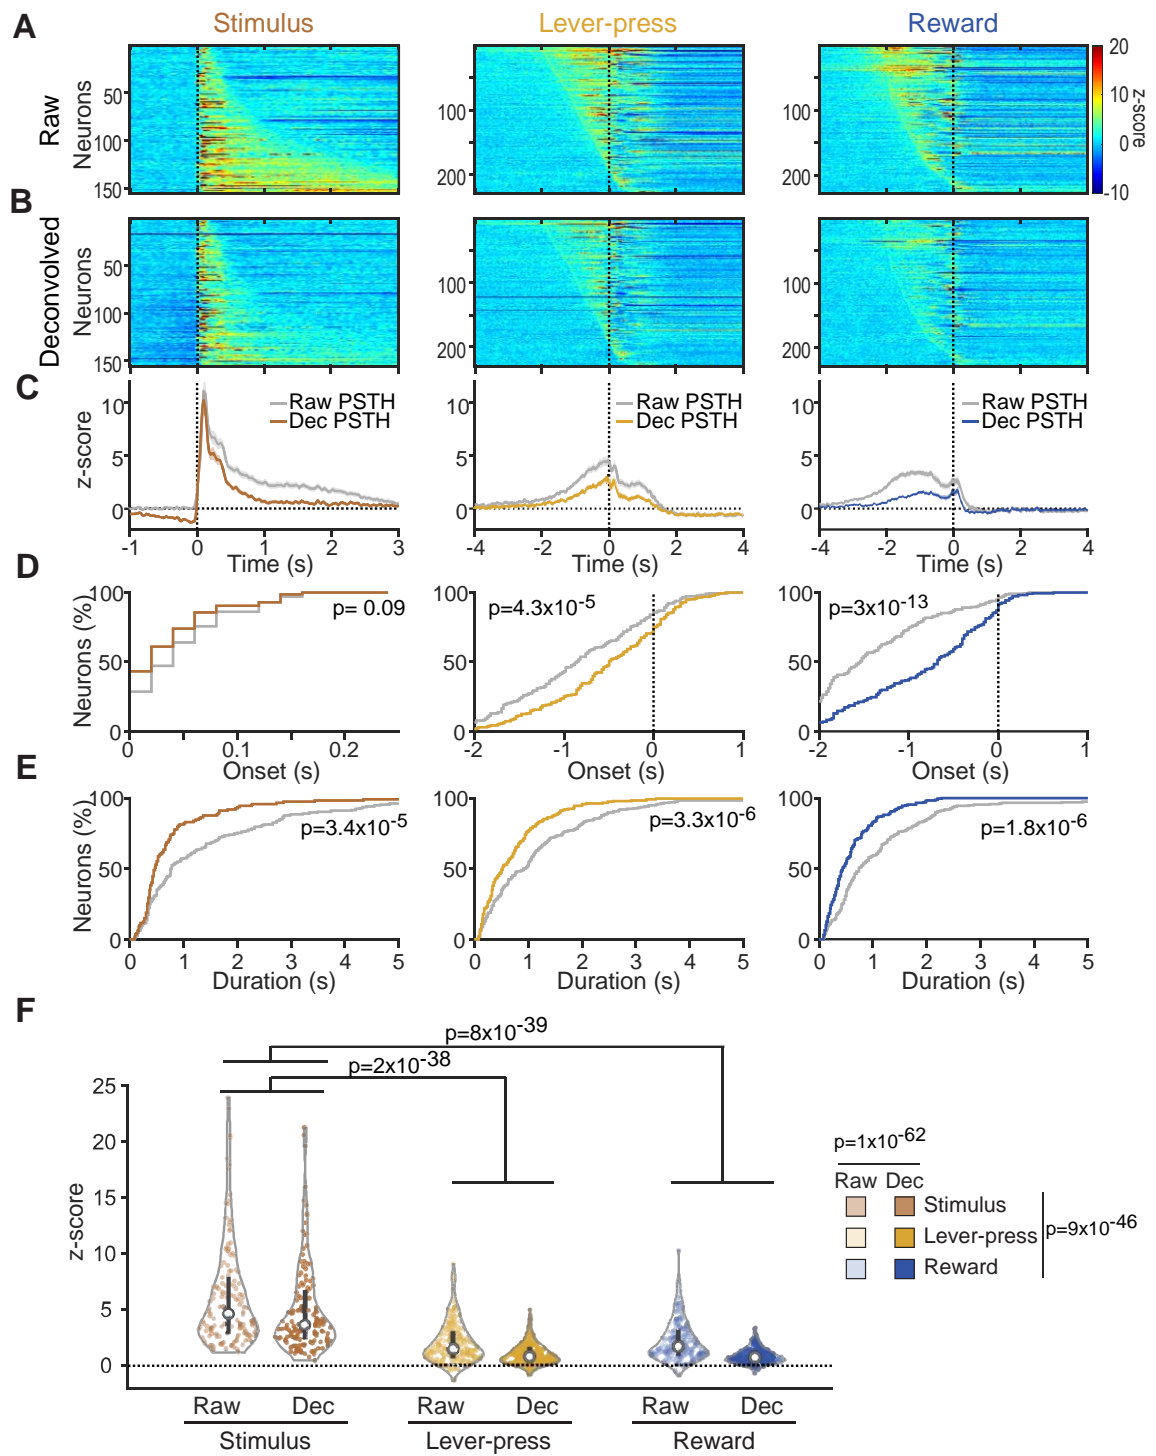 A
Stimulus
Lever-press
Reward
Raw
Neurons
50
100
150
100
200
100
200
20
10
0
-10
z-score
B
Deconvolved
Neurons
50
100
150
100
200
100
200
C
z-score
10
5
0
Raw PSTH
Dec PSTH
-1 0 1 2 3
Time (s)
10
5
0
Raw PSTH
Dec PSTH
-4 -2 0 2 4
Time (s)
10
5
0
Raw PSTH
Dec PSTH
-4 -2 0 2 4
Time (s)
D
Neurons (%)
100
50
0
p= 0.09
0 0.1 0.2
Onset (s)
100
50
0
p=4.3x10-5
-2 -1 0 1
Onset (s)
100
50
0
p=3x10-13
-2 -1 0 1
Onset (s)
E
Neurons (%)
100
50
0
p=3.4x10-5
0 1 2 3 4 5
Duration (s)
100
50
0
p=3.3x10-6
0 1 2 3 4 5
Duration (s)
100
50
0
p=1.8x10-6
0 1 2 3 4 5
Duration (s)
F
p=8x10-39
p=2x10-38
z-score
25
20
15
10
5
0
p=1x10-62
Raw Dec
Stimulus
Lever-press
Reward
p=9x10-46
Raw Dec Raw Dec Raw Dec
Stimulus Lever-press Reward